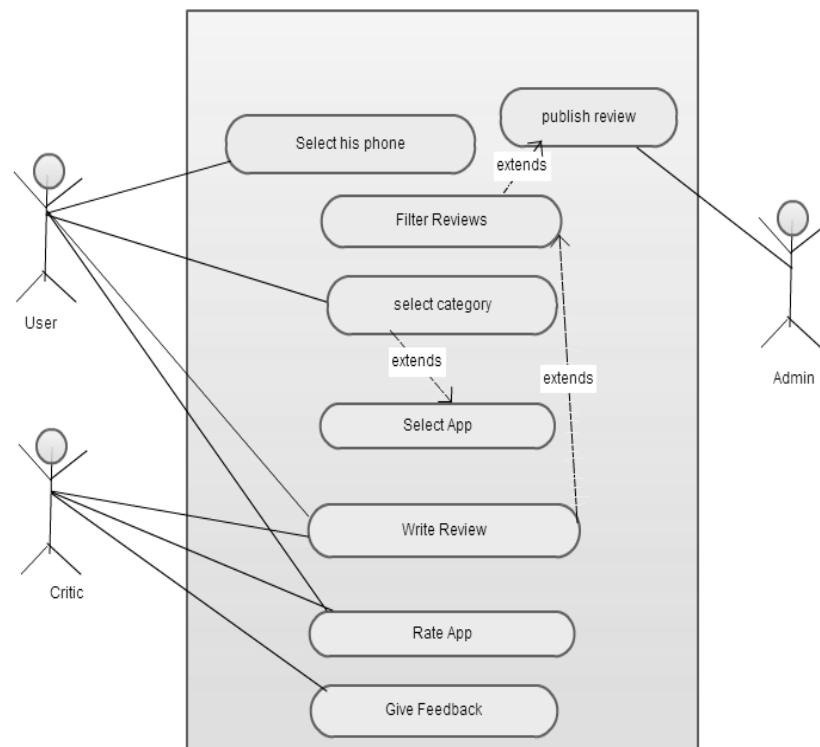 publish review
Select his phone
extends
Filter Reviews
select category
User
extends
extends
Admin
Select App
Write Review
Critic
Rate App
Give Feedback